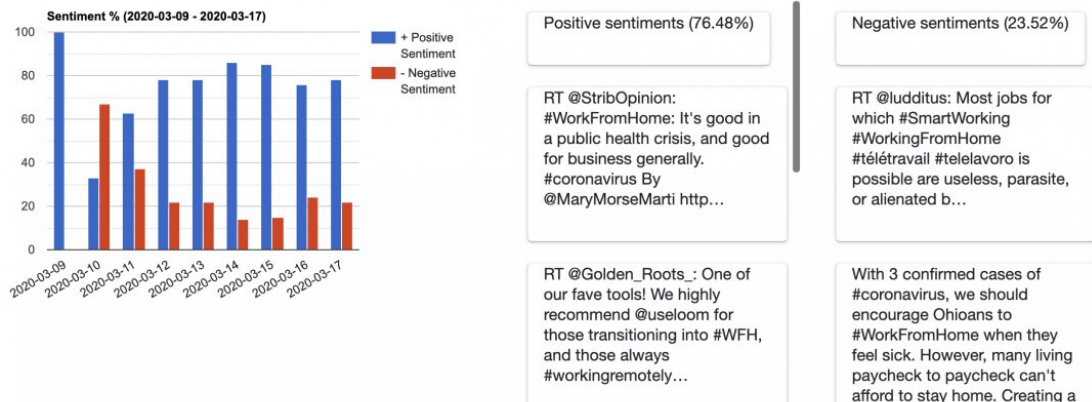 Sentiment % (2020-03-09 - 2020-03-17)
100
80
60
40
20
0
2020-03-09
2020-03-10
2020-03-11
2020-03-12
2020-03-13
2020-03-14
2020-03-15
2020-03-16
2020-03-17
+ Positive
Sentiment
- Negative
Sentiment
Positive sentiments (76.48%)
RT @StribOpinion:
#WorkFromHome: It's good in
a public health crisis, and good
for business generally.
#coronavirus By
@MaryMorseMarti http…
RT @Golden_Roots_: One of
our fave tools! We highly
recommend @useloom for
those transitioning into #WFH,
and those always
#workingremotely…
Negative sentiments (23.52%)
RT @ludditus: Most jobs for
which #SmartWorking
#WorkingFromHome
#télétravail #telelavoro is
possible are useless, parasite,
or alienated b…
With 3 confirmed cases of
#coronavirus, we should
encourage Ohioans to
#WorkFromHome when they
feel sick. However, many living
paycheck to paycheck can't
afford to stay home. Creating a